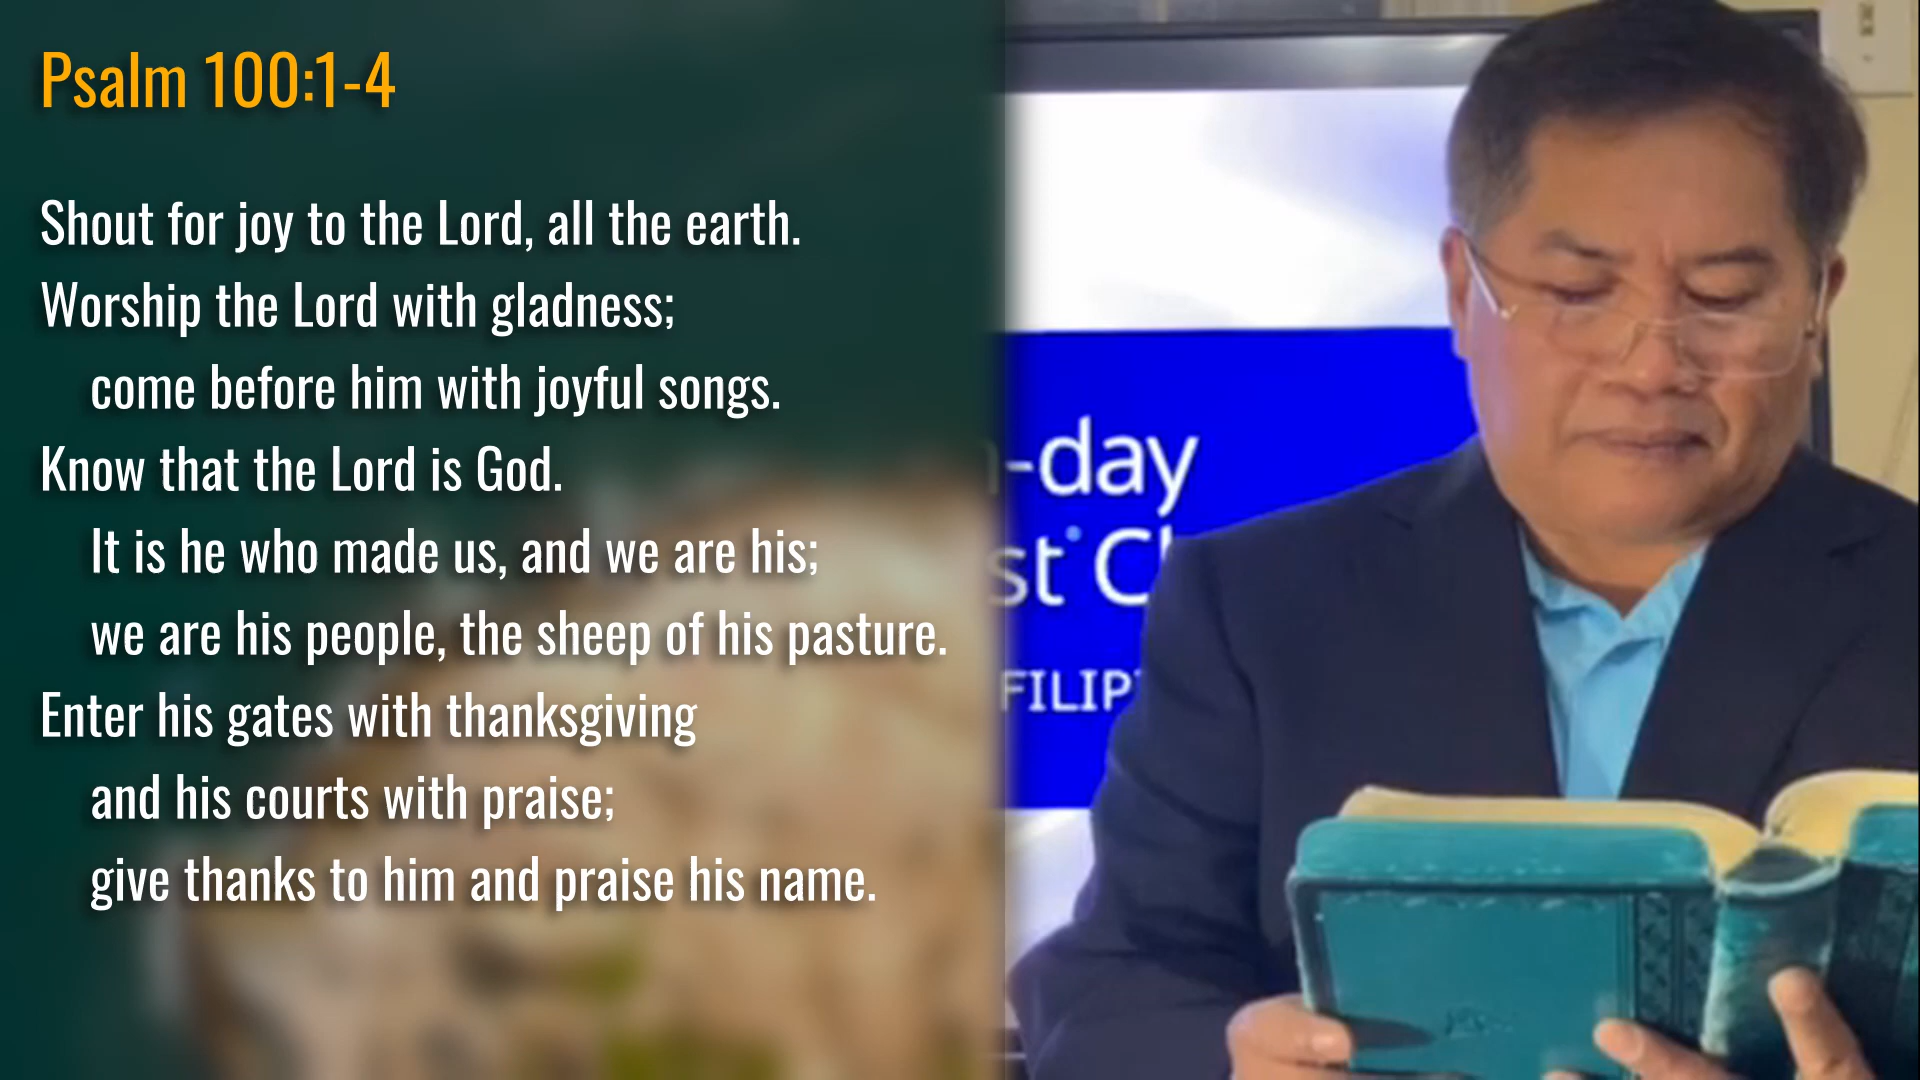 Psalm 100:1-4
Shout for joy to the Lord, all the earth.
Worship the Lord with gladness;
come before him with joyful songs.
Know that the Lord is God.
It is he who made us, and we are his;
we are his people, the sheep of his pasture.
Enter his gates with thanksgiving
and his courts with praise;
give thanks to him and praise his name.
-day
st Cl
FILIP